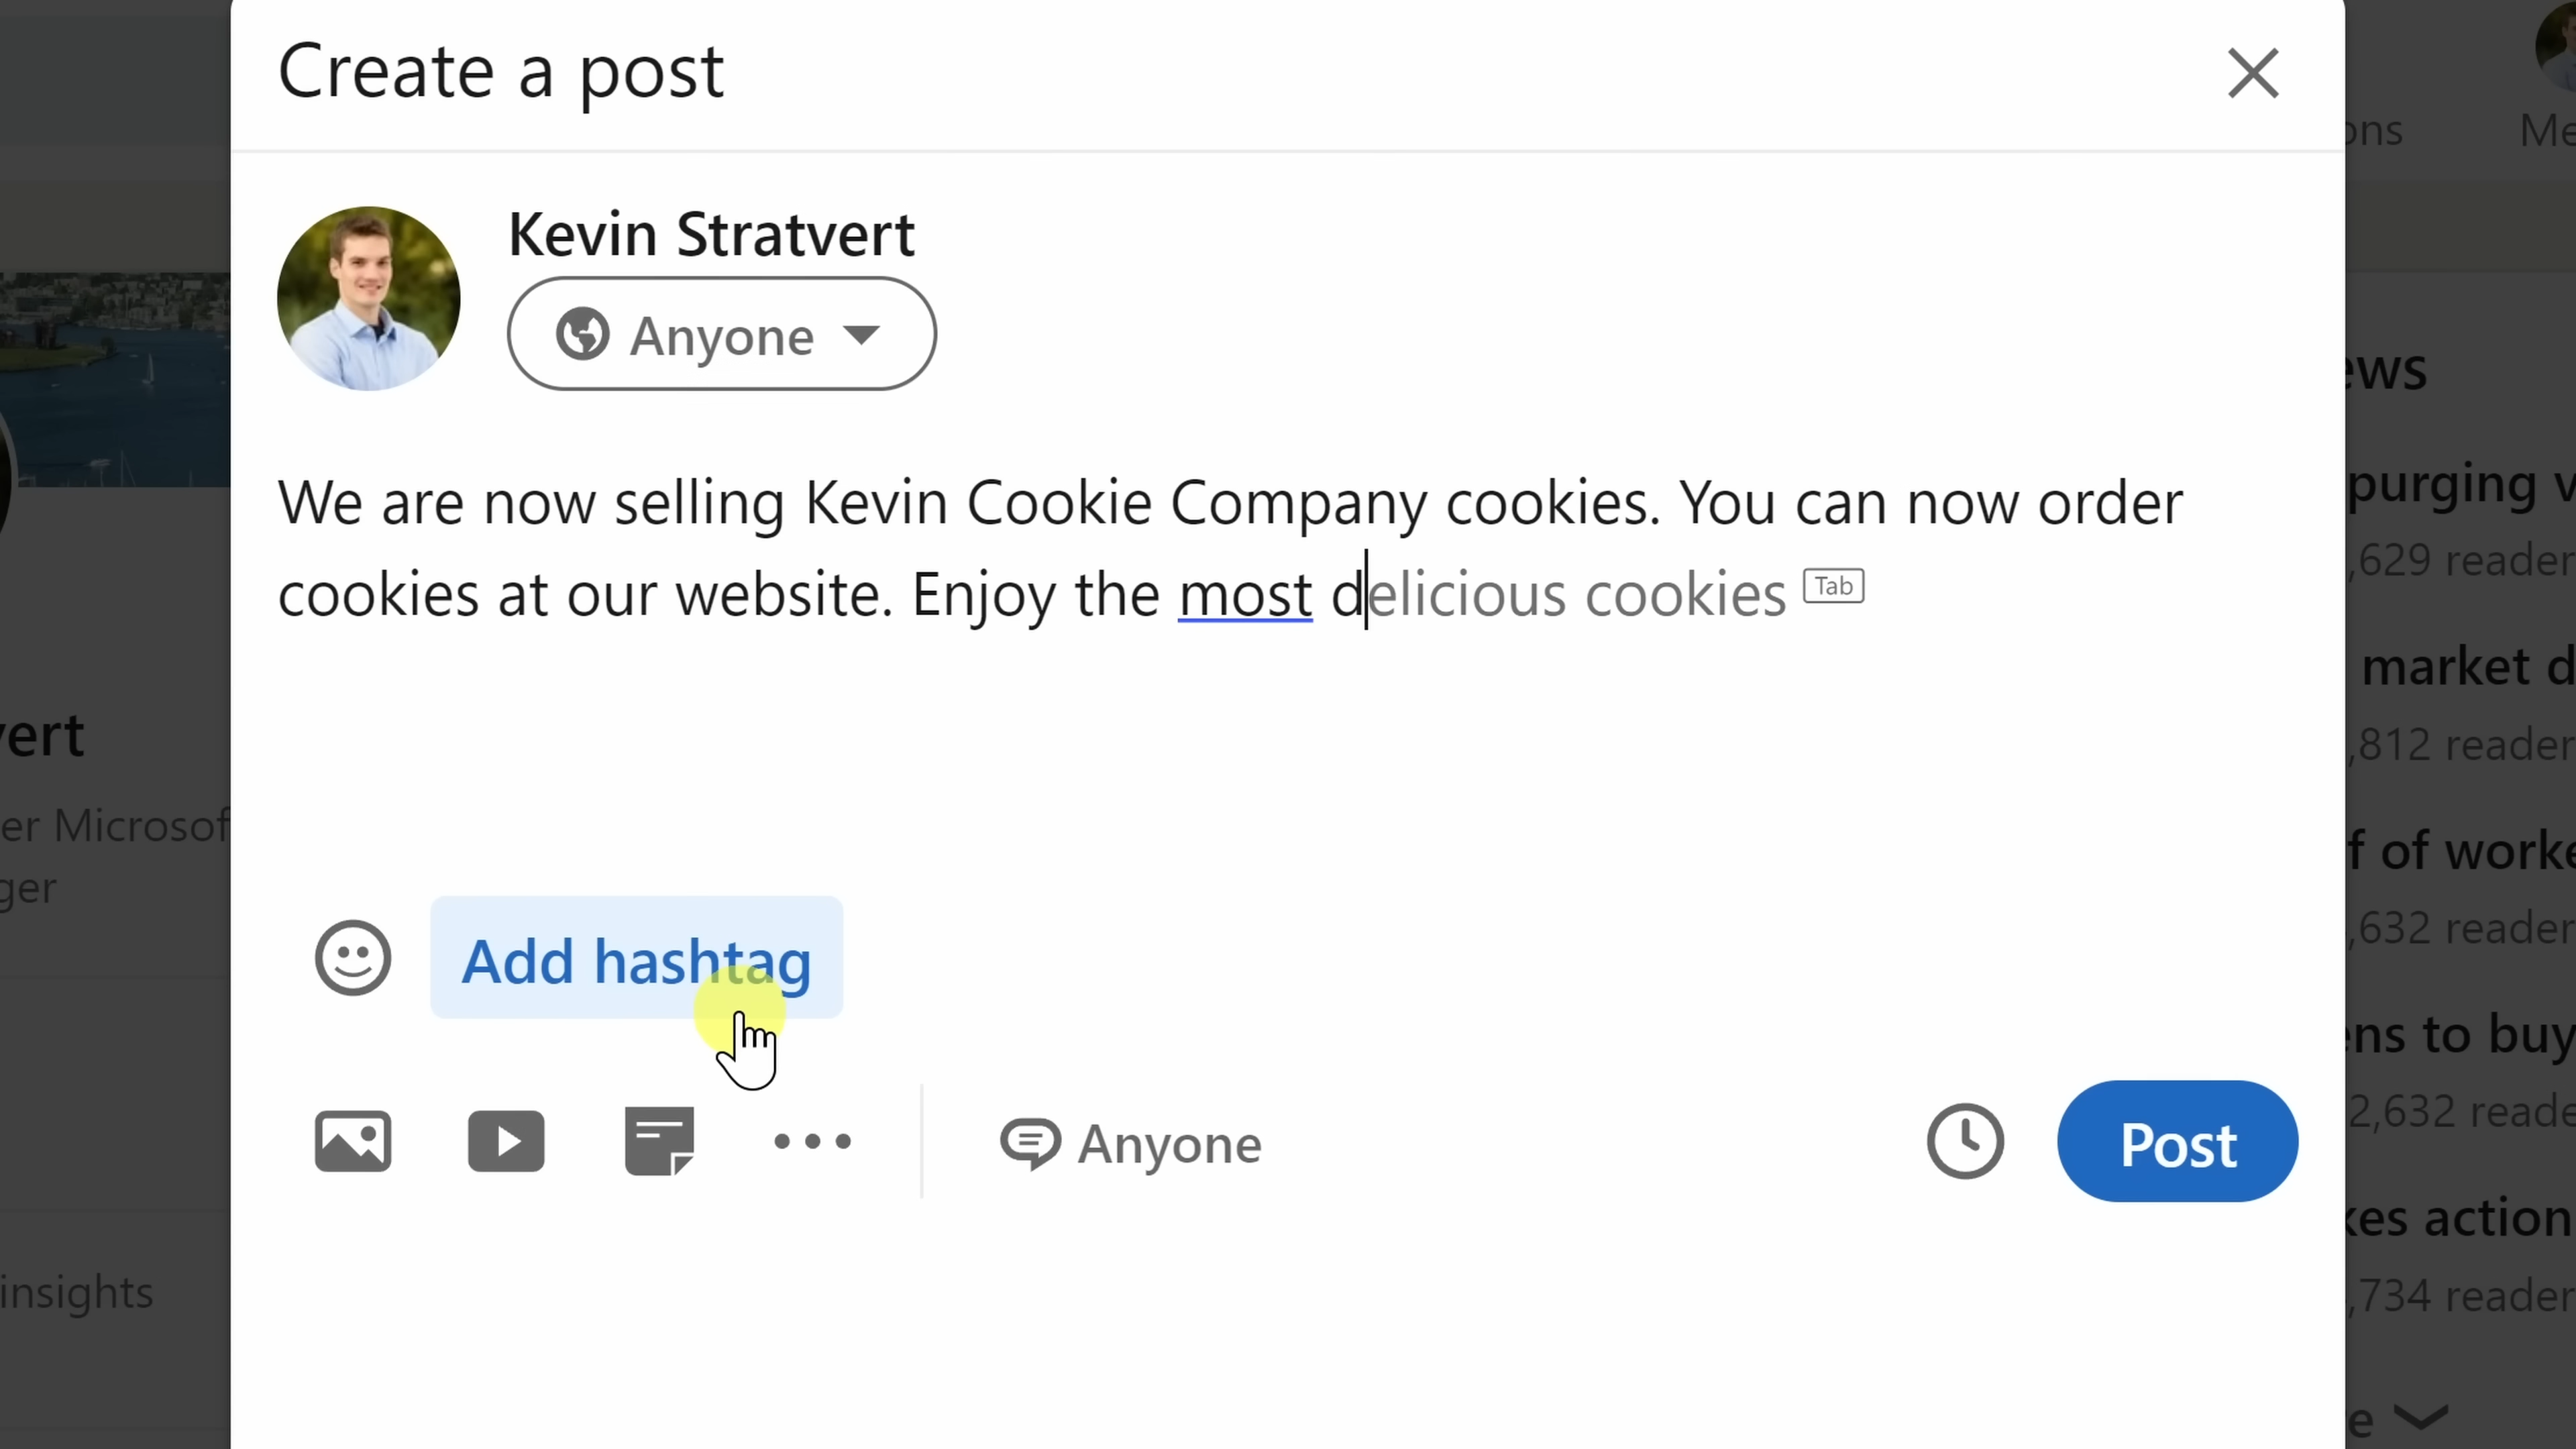 Create a post
ons
Me
Kevin Stratvert
Anyone
We are now selling Kevin Cookie Company cookies. You can now order
cookies at our website. Enjoy the most delicious cookies Tab
ews
purging v
,629 reader
market d
,812 reader
vert
er Microsof
ger
f of worke
,632 reader
Add hashtag
ens to buy
2,632 reade
Anyone
Post
kes action
,734 reader
insights
e